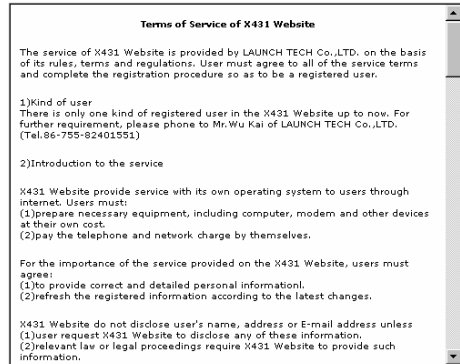 Terms of Service of X431 Website
The service of X431 Website is provided by LAUNCH TECH Co.,LTD. on the basis
of its rules, terms and regulations. User must agree to all of the service terms
and complete the registration procedure so as to be a registered user.
1)Kind of user
There is only one kind of registered user in the X431 Website up to now. For
further requirement, please phone to Mr.Wu Kai of LAUNCH TECH Co.,LTD.
(Tel.86-755-82401551)
2)Introduction to the service
X431 Website provide service with its own operating system to users through
internet. Users must:
(1)prepare necessary equipment, including computer, modem and other devices
at their own cost.
(2)pay the telephone and network charge by themselves.
For the importance of the service provided on the X431 Website, users must
agree:
(1)to provide correct and detailed personal informationl.
(2)refresh the registered information according to the latest changes.
X431 Website do not disclose user's name, address or E-mail address unless
(1)user request X431 Website to disclose any of these information.
(2)relevant law or legal proceedings require X431 Website to provide such
information.